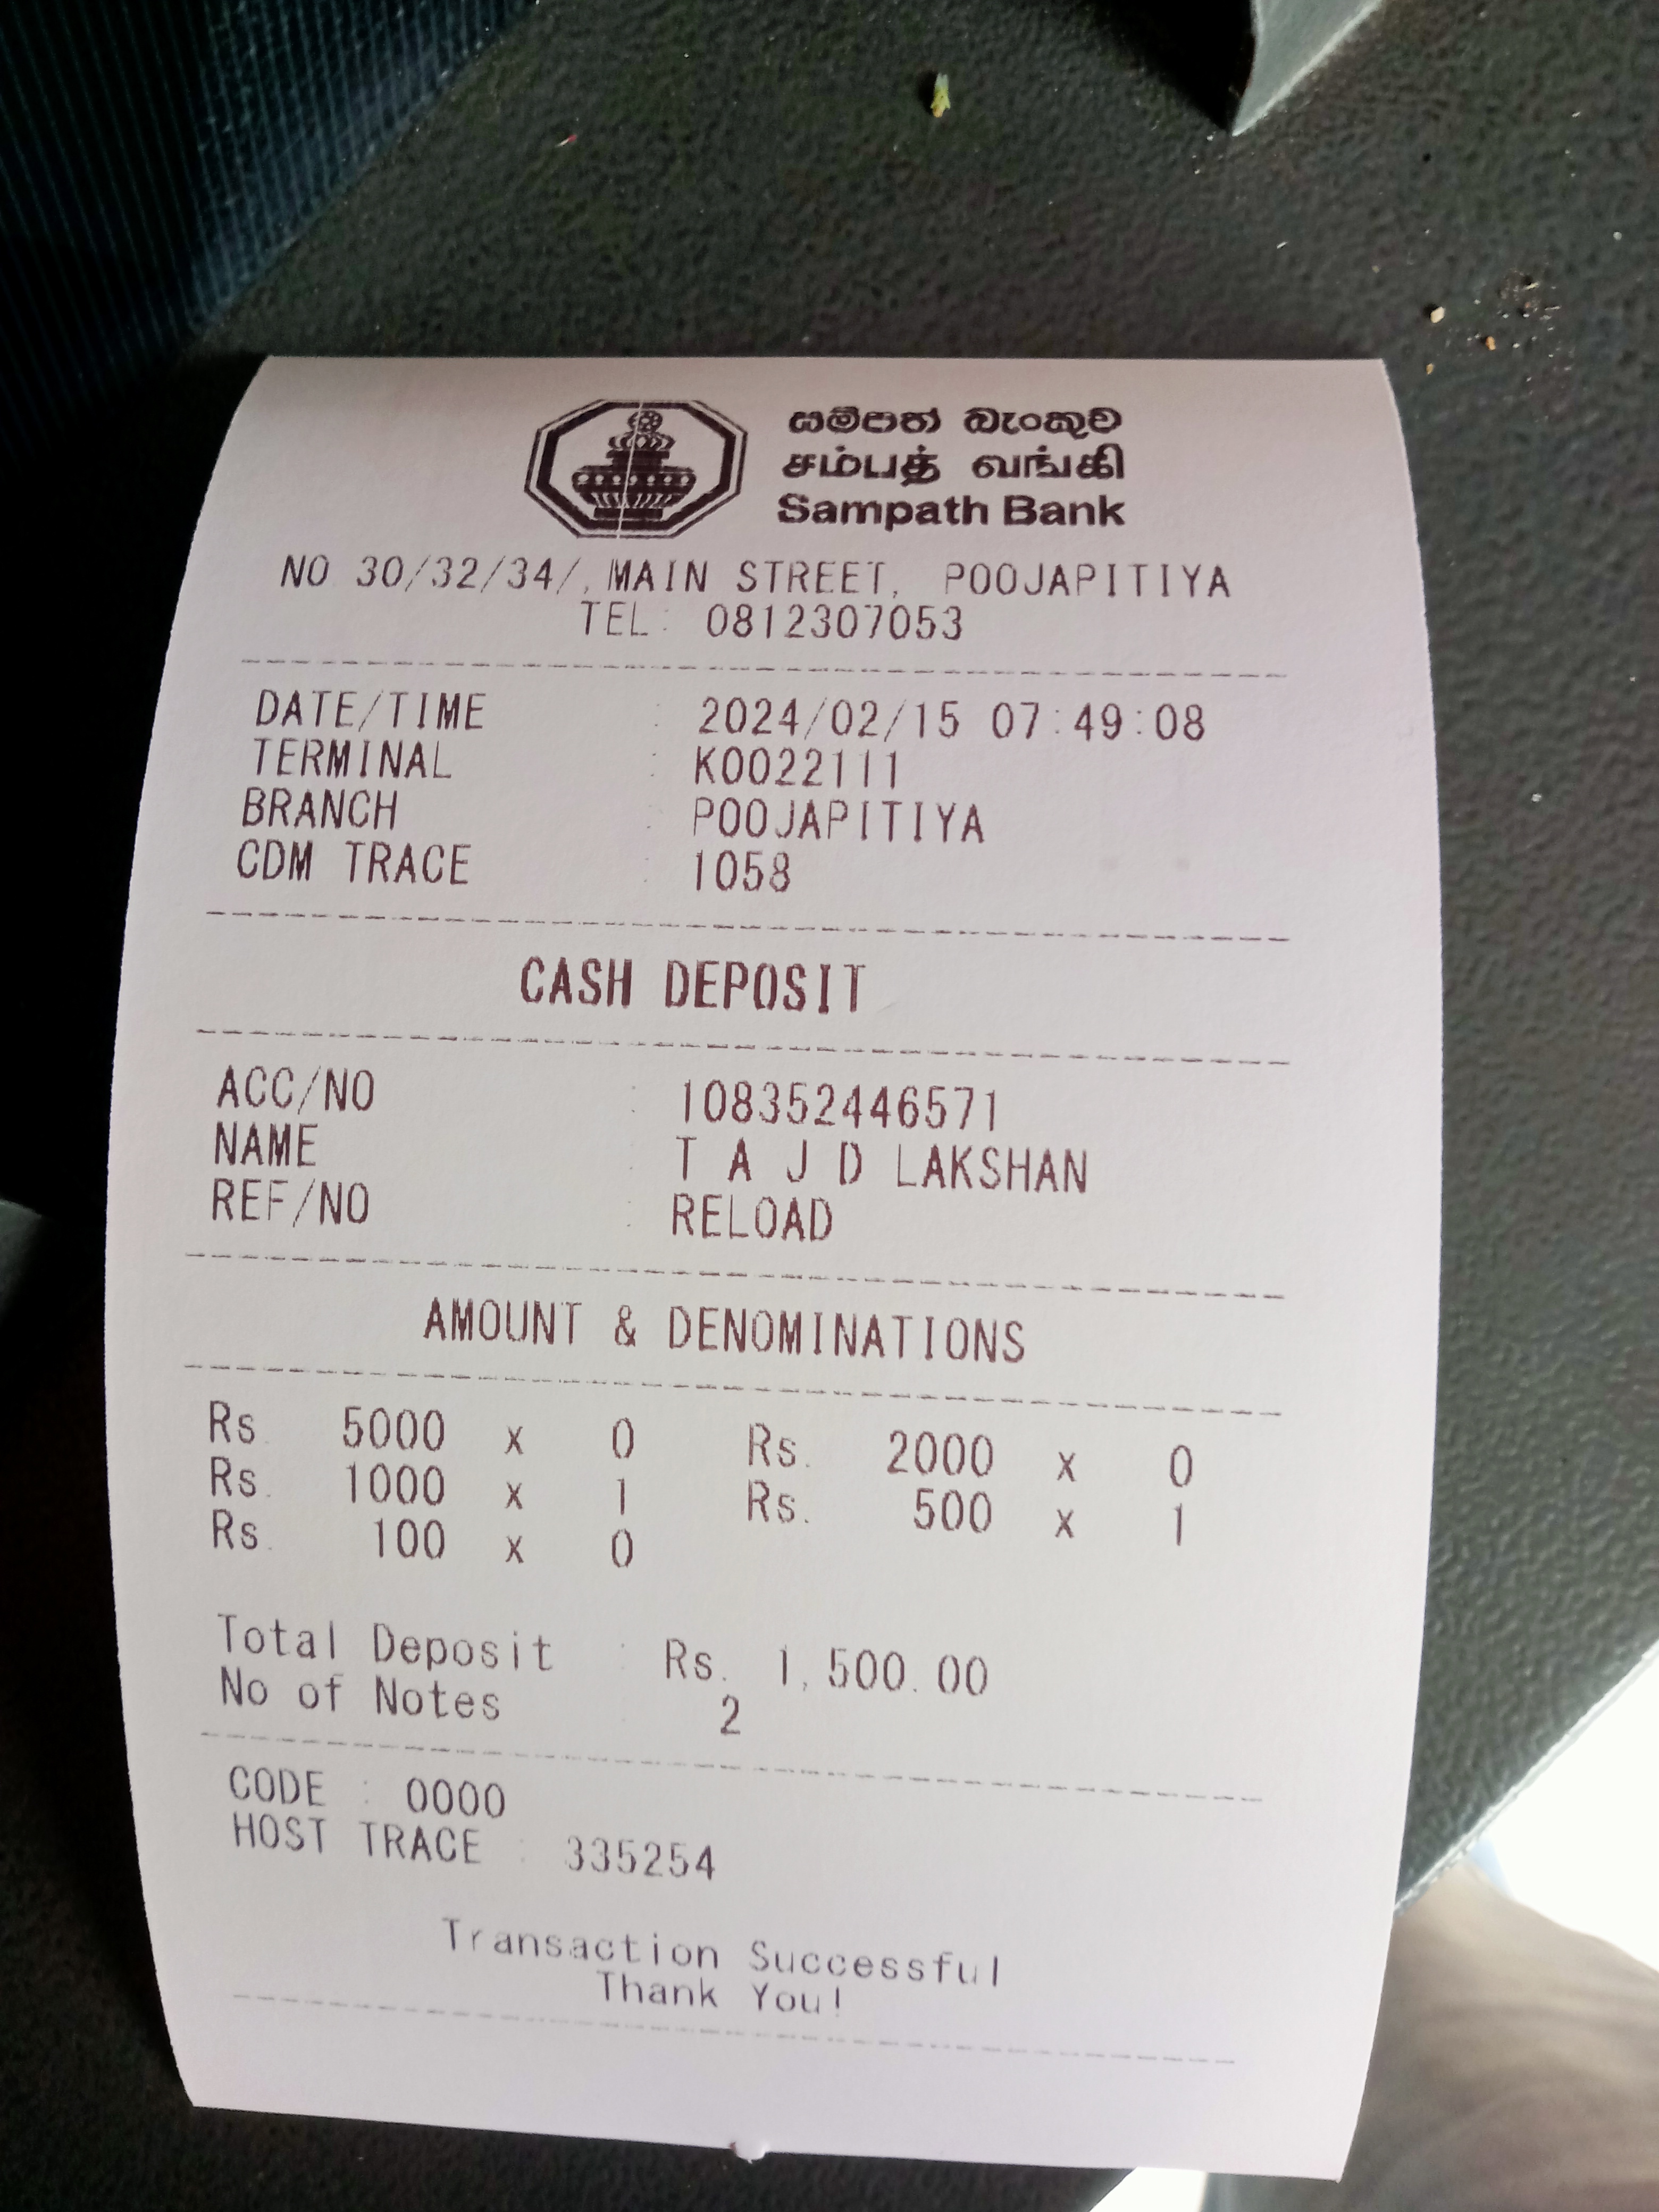 සම්පත් බැංකුව
சம்பத் வங்கி
Sampath Bank
NO 30/32/34/, MAIN STREET, POOJAPITIYA
TEL: 0812307053
DATE/TIME : 2024/02/15 07:49:08
TERMINAL : K0022111
BRANCH : POOJAPITIYA
CDM TRACE : 1058
CASH DEPOSIT
ACC/NO : 108352446571
NAME : T A J D LAKSHAN
REF/NO : RELOAD
AMOUNT & DENOMINATIONS
Rs. 5000 x 0 Rs. 2000 x 0
Rs. 1000 x 1 Rs. 500 x 1
Rs. 100 x 0
Total Deposit : Rs. 1,500.00
No of Notes : 2
CODE : 0000
HOST TRACE : 335254
Transaction Successful
Thank You!